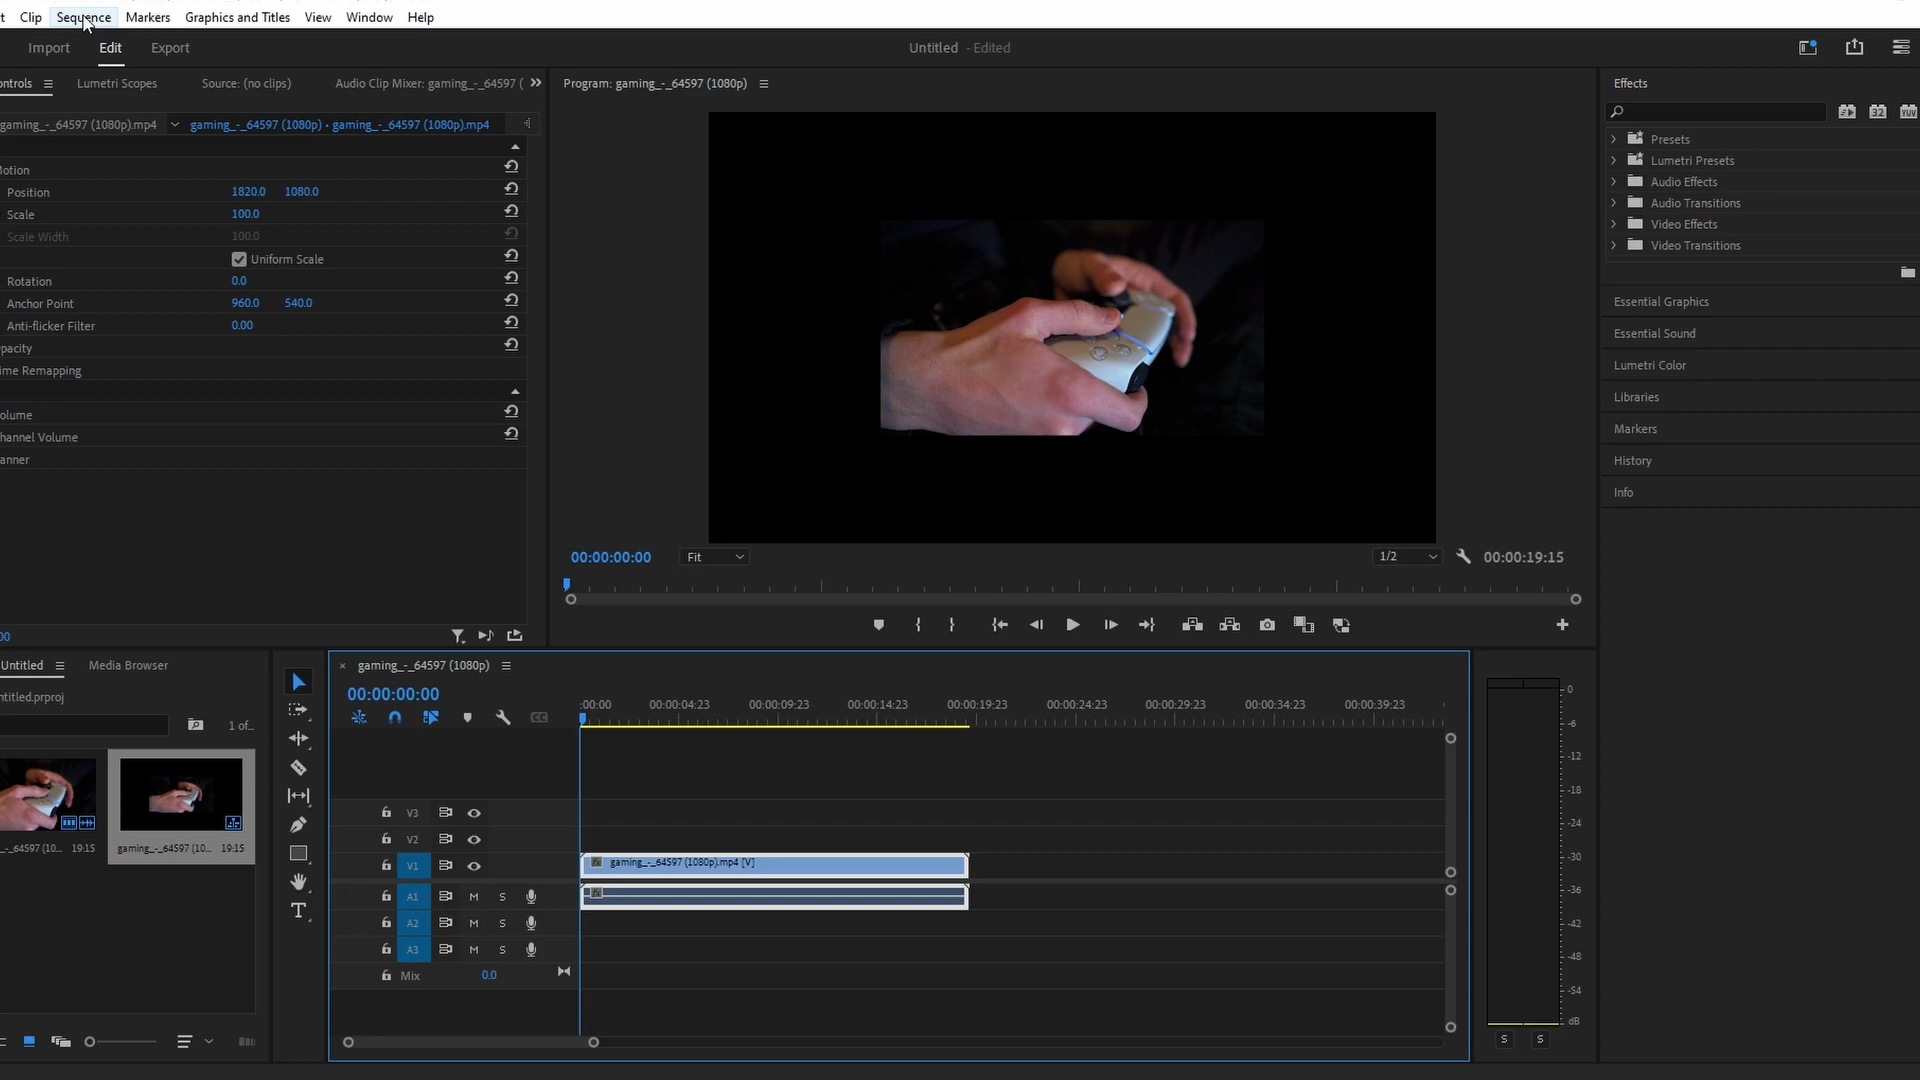 t Clip Sequence Markers Graphics and Titles View Window Help
Import Edit Export Untitled - Edited
ontrols Lumetri Scopes Source: (no clips) Audio Clip Mixer: gaming_-_64597 (
Program: gaming_-_64597 (1080p)
Effects
gaming_-_64597 (1080p).mp4 gaming_-_64597 (1080p) • gaming_-_64597 (1080p).mp4
32 YUV
Presets
Lumetri Presets
Audio Effects
Audio Transitions
Video Effects
Video Transitions
otion
Position 1820.0 1080.0
Scale 100.0
Scale Width 100.0
Uniform Scale
Rotation 0.0
Anchor Point 960.0 540.0
Anti-flicker Filter 0.00
pacity
ime Remapping
olume
hannel Volume
anner
Essential Graphics
Essential Sound
Lumetri Color
Libraries
Markers
History
Info
00:00:00:00 Fit 1/2 00:00:19:15
00
Untitled Media Browser
ntitled.prproj
1 of...
_-_64597 (10... 19:15 gaming_-_64597 (10... 19:15
gaming_-_64597 (1080p)
00:00:00:00
:00:00 00:00:04:23 00:00:09:23 00:00:14:23 00:00:19:23 00:00:24:23 00:00:29:23 00:00:34:23 00:00:39:23
CC
V3
V2
V1 fx gaming_-_64597 (1080p).mp4 [V]
A1 M S fx
A2 M S
A3 M S
Mix 0.0
T
0
-6
-12
-18
-24
-30
-36
-42
-48
-54
dB
S S